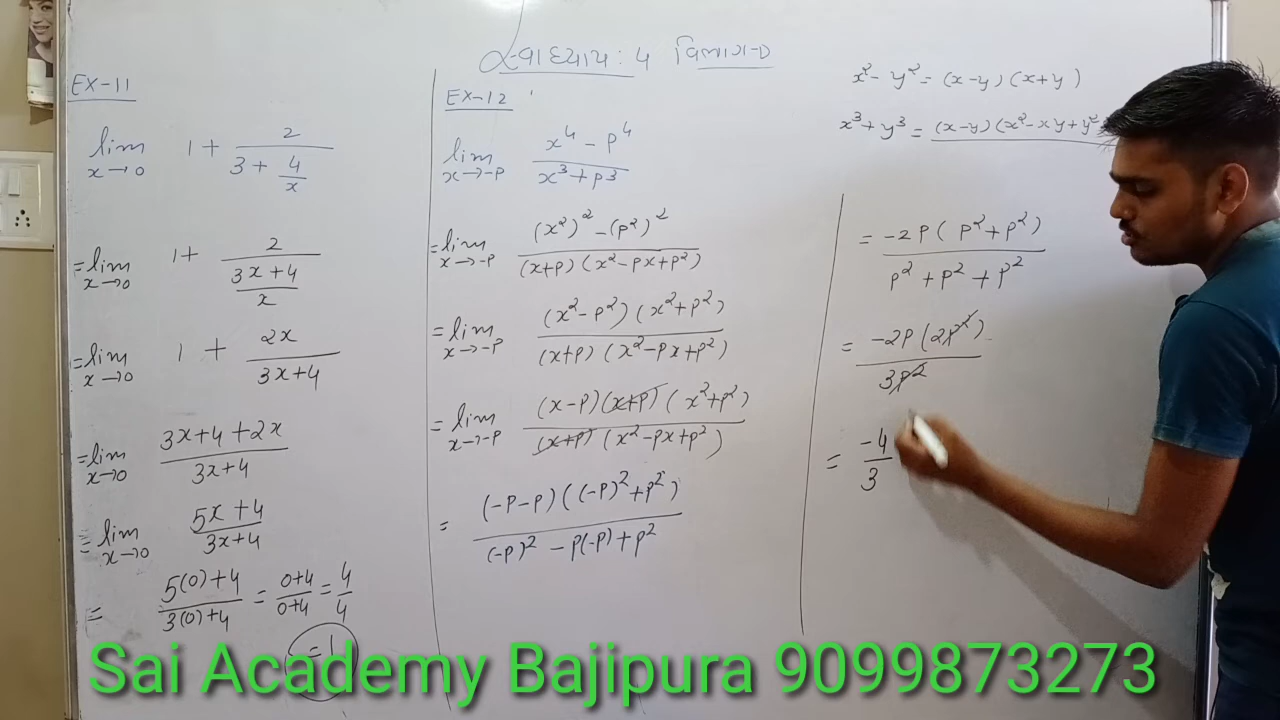 સ્વાધ્યાય : 4 વિભાગ-D
EX-11
lim x→0 1 + 2/(3 + 4/x)
= lim x→0 1 + 2/((3x+4)/x)
= lim x→0 1 + 2x/(3x+4)
= lim x→0 (3x+4+2x)/(3x+4)
= lim x→0 (5x+4)/(3x+4)
= (5(0)+4)/(3(0)+4) = (0+4)/(0+4) = 4/4
= 1
EX-12
lim x→-p (x⁴ - p⁴)/(x³ + p³)
= lim x→-p ((x²)² - (p²)²)/((x+p)(x²-px+p²))
= lim x→-p ((x²-p²)(x²+p²))/((x+p)(x²-px+p²))
= lim x→-p ((x-p)(x+p)(x²+p²))/((x+p)(x²-px+p²))
= ((-p-p)((-p)²+p²))/((-p)² - p(-p) + p²)
x² - y² = (x-y)(x+y)
x³ + y³ = (x-y)(x²-xy+y²
= (-2p(p²+p²))/(p²+p²+p²)
= (-2p(2p²))/(3p²)
= -4/3
Sai Academy Bajipura 9099873273